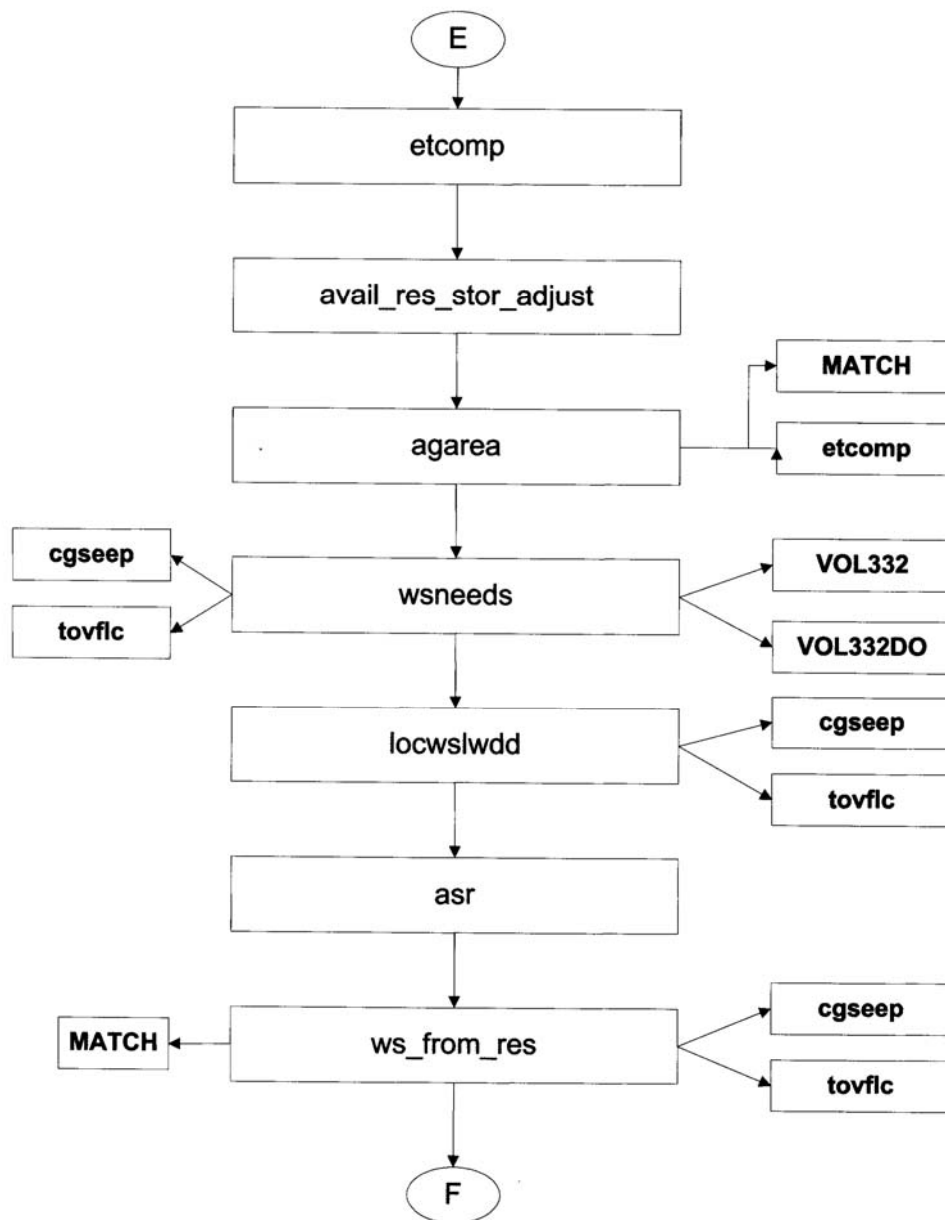 E
etcomp
avail_res_stor_adjust
MATCH
agarea
etcomp
cgseep
wsneeds
VOL332
tovflc
VOL332DO
locwslwdd
cgseep
tovflc
asr
MATCH
ws_from_res
cgseep
tovflc
F